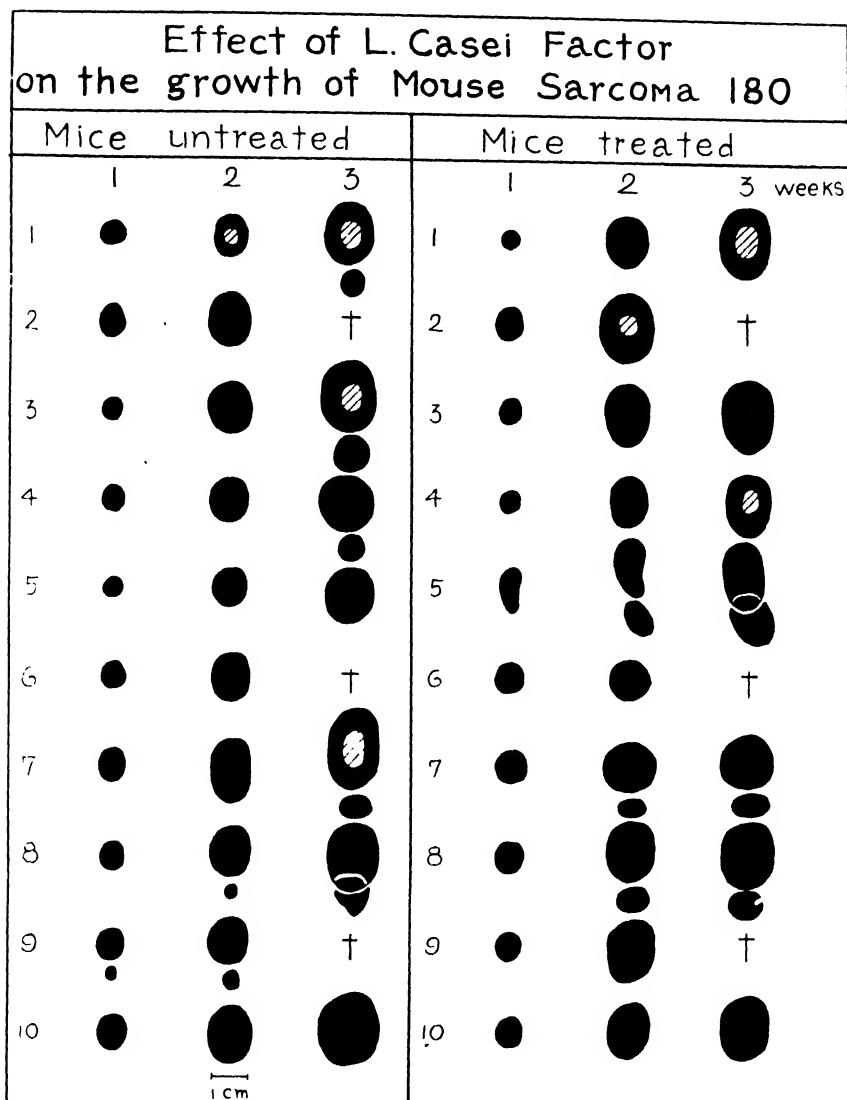 Effect of L. Casei Factor
on the growth of Mouse Sarcoma 180
Mice untreated
Mice treated
1 2 3
1 2 3 weeks
1
2 †
3
4
5
6 †
7
8
9 †
10
1
2 †
3
4
5
6 †
7
8
9 †
10
1 cm